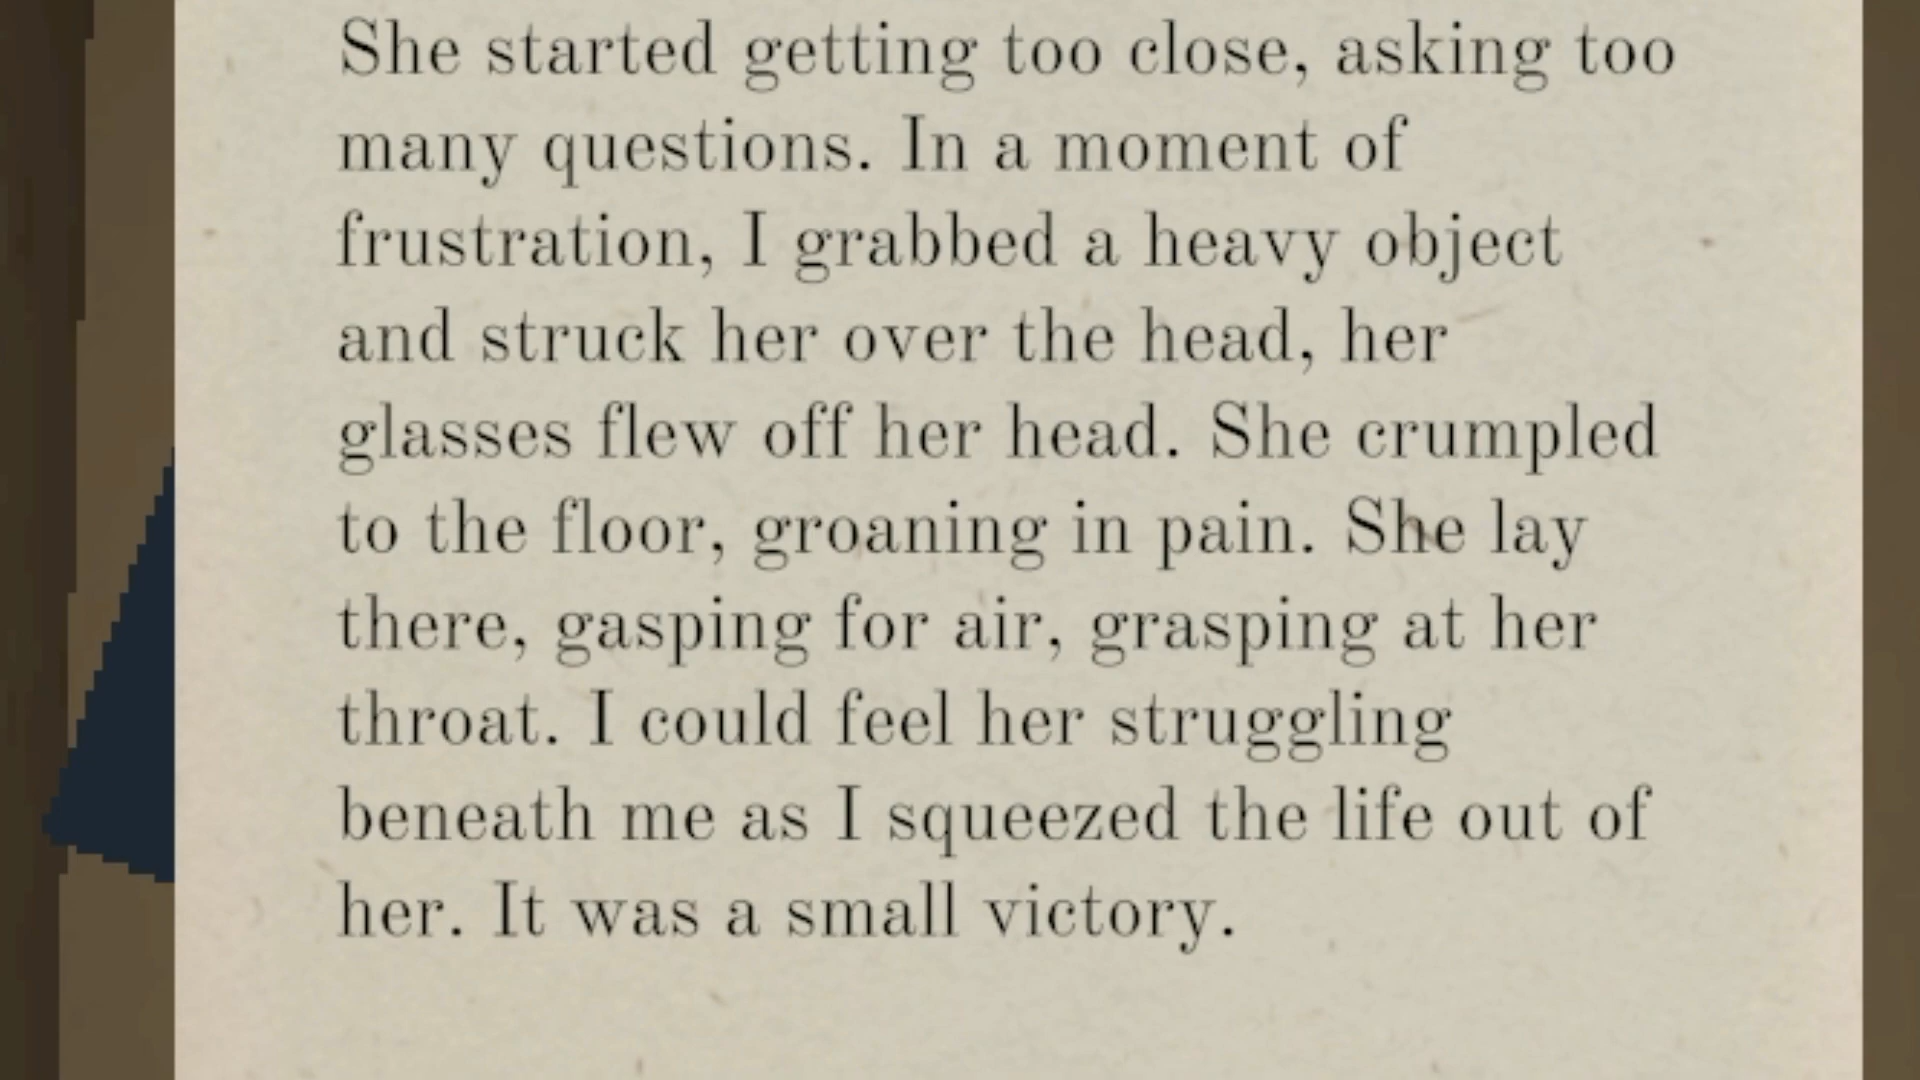 She started getting too close, asking too
many questions. In a moment of
frustration, I grabbed a heavy object
and struck her over the head, her
glasses flew off her head. She crumpled
to the floor, groaning in pain. She lay
there, gasping for air, grasping at her
throat. I could feel her struggling
beneath me as I squeezed the life out of
her. It was a small victory.